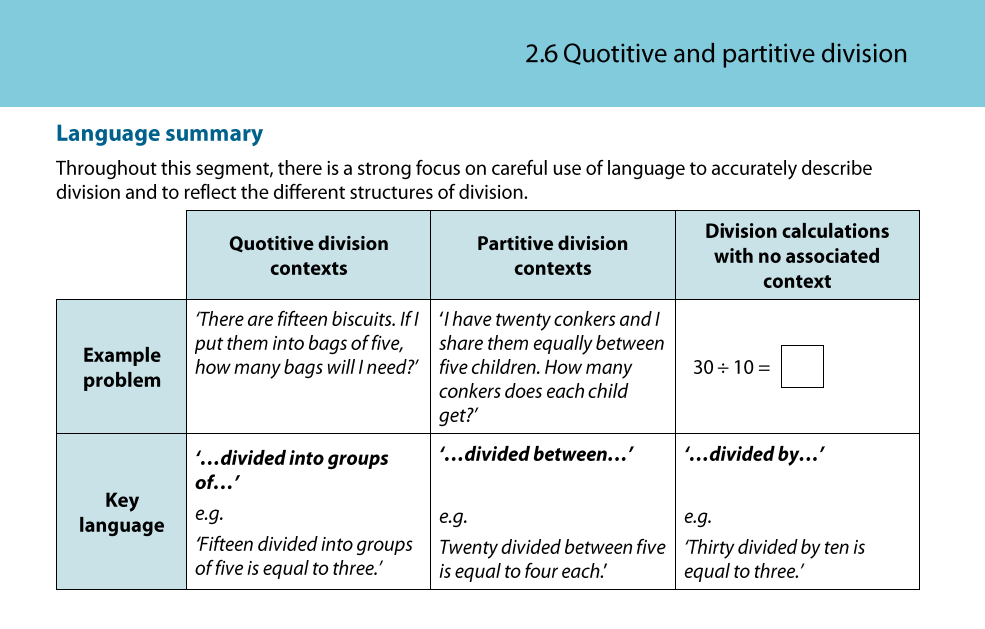 2.6 Quotitive and partitive division
Language summary
Throughout this segment, there is a strong focus on careful use of language to accurately describe
division and to reflect the different structures of division.
Quotitive division
contexts
Partitive division
contexts
Division calculations
with no associated
context
Example
problem
‘There are fifteen biscuits. If I
put them into bags of five,
how many bags will I need?’
‘I have twenty conkers and I
share them equally between
five children. How many
conkers does each child
get?’
30 ÷ 10 =
Key
language
‘…divided into groups
of…’
e.g.
‘Fifteen divided into groups
of five is equal to three.’
‘…divided between…’
e.g.
Twenty divided between five
is equal to four each.’
‘…divided by…’
e.g.
‘Thirty divided by ten is
equal to three.’